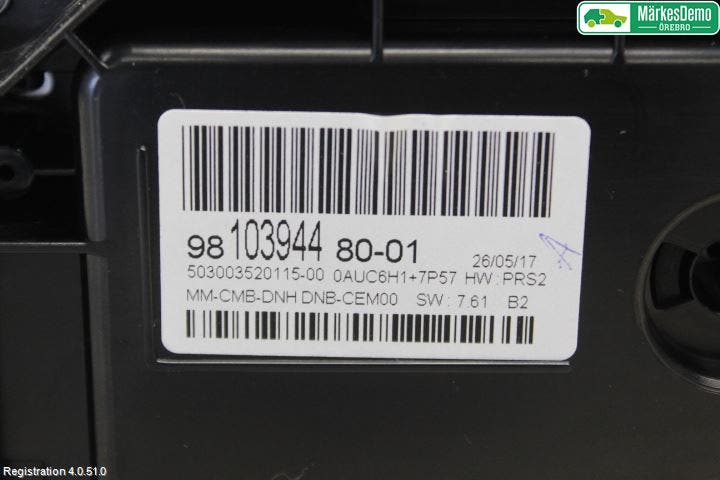 MärkesDemo
ÖREBRO
98 103944 80-01
26/05/17
A
503003520115-00 0AUC6H1+7P57 HW : PRS2
MM-CMB-DNH DNB-CEM00 SW : 7.61 B2
Registration 4.0.51.0